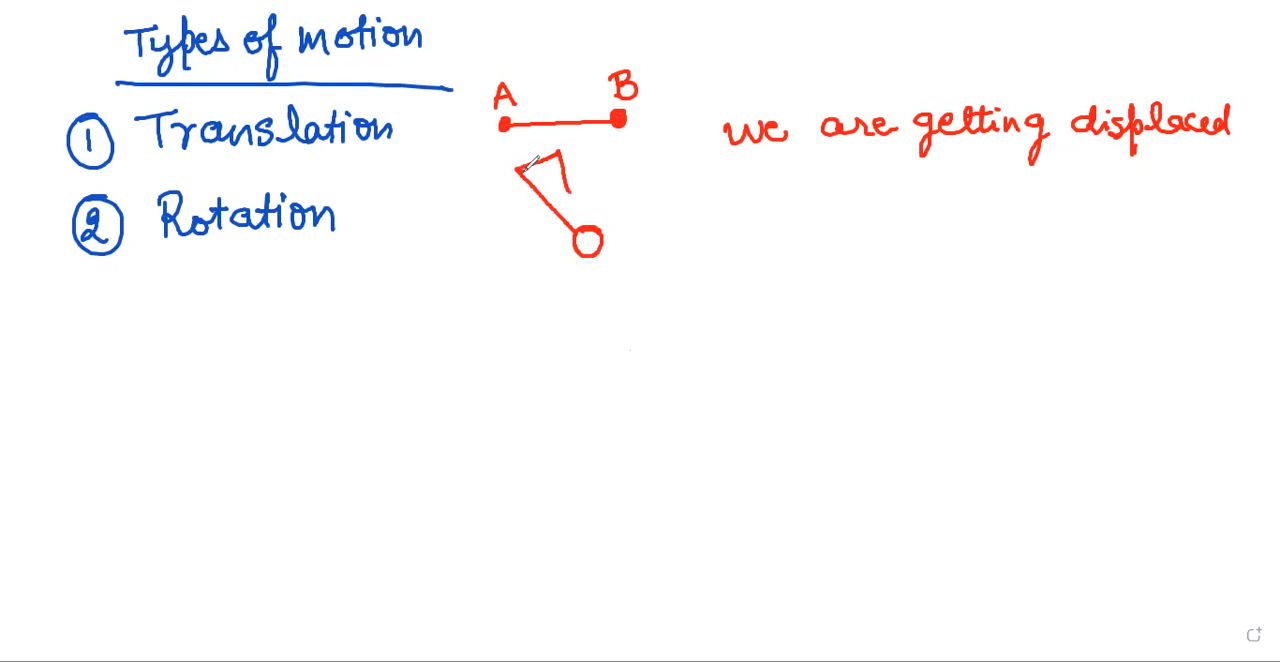 Types of motion
A B
① Translation we are getting displaced
② Rotation